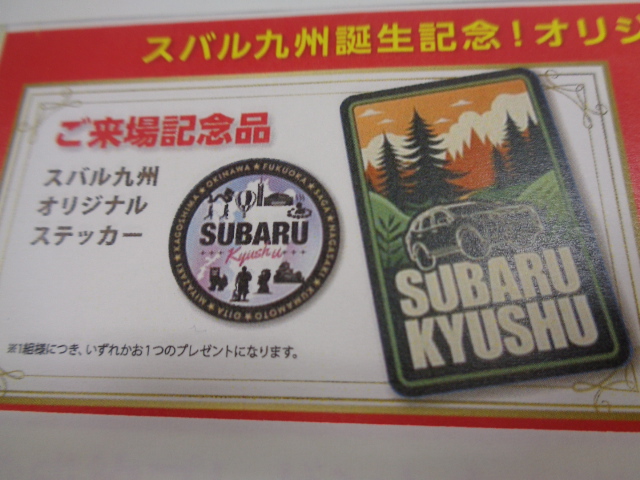 スバル九州誕生記念！オリジ
ご来場記念品
スバル九州
オリジナル
ステッカー
OKINAWA★FUKUOKA★SAGA★NAGASAKI★KUMAMOTO★OITA★MIYAZAKI★KAGOSHIMA★
SUBARU
Kyushu
SUBARU
KYUSHU
※1組様につき、いずれかお1つのプレゼントになります。